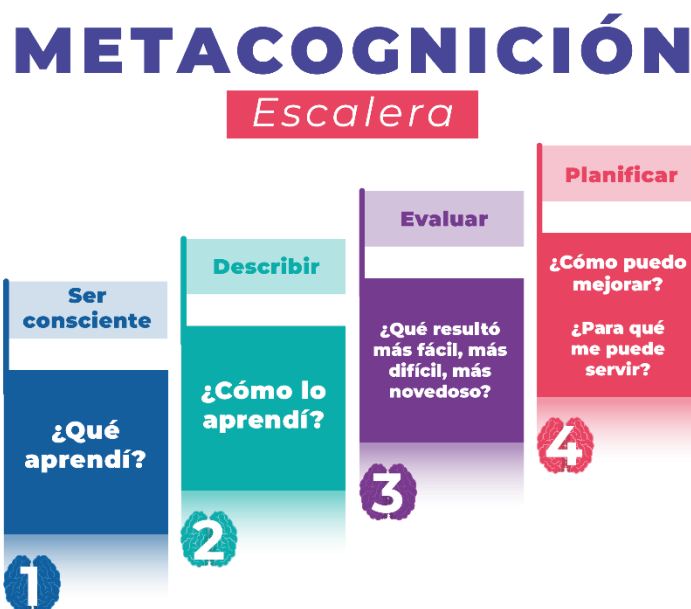 METACOGNICIÓN
Escalera
Ser
consciente
¿Qué
aprendí?
1
Describir
¿Cómo lo
aprendí?
2
Evaluar
¿Qué resultó
más fácil, más
difícil, más
novedoso?
3
Planificar
¿Cómo puedo
mejorar?
¿Para qué
me puede
servir?
4